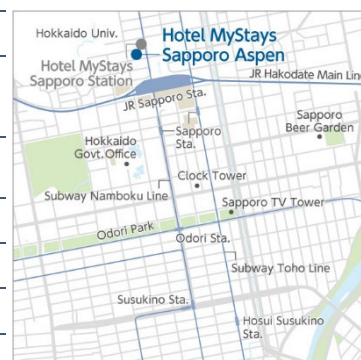 Hokkaido Univ.
Hotel MyStays
Sapporo Aspen
Hotel MyStays
Sapporo Station
JR Hakodate Main Line
JR Sapporo Sta.
Sapporo
Beer Garden
Sapporo
Sta.
Hokkaido
Govt. Office
Clock Tower
Subway Namboku Line
Sapporo TV Tower
Odori Park
Odori Sta.
Subway Toho Line
Susukino Sta.
Hosui Susukino
Sta.